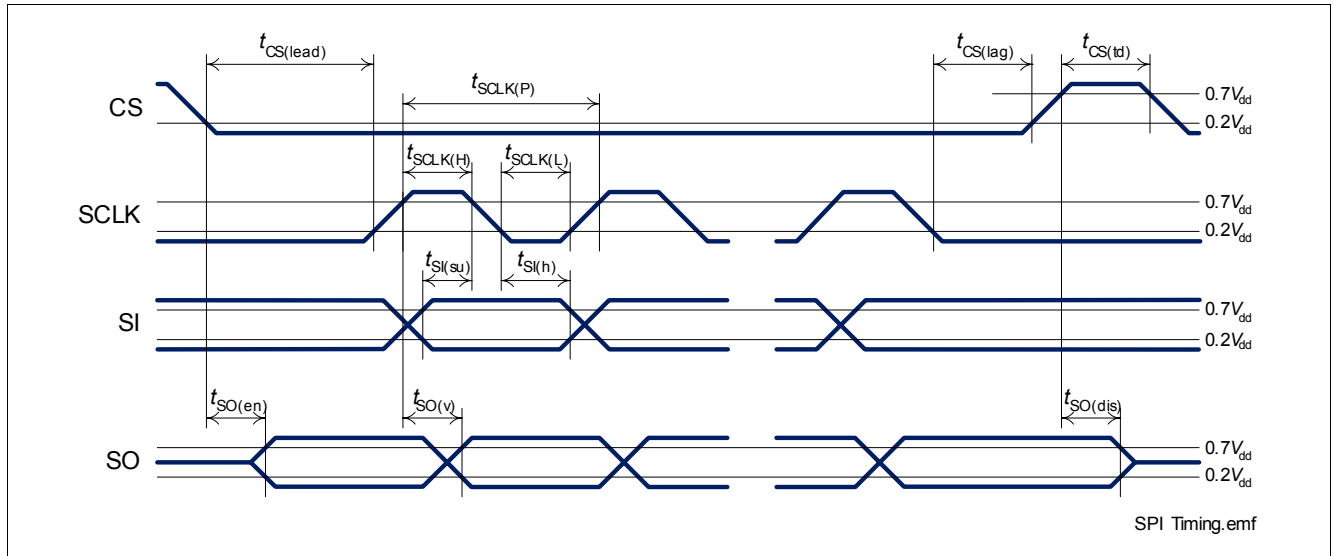 tCS(lead)
tCS(lag)
tCS(td)
tSCLK(P)
CS
0.7Vdd
0.2Vdd
tSCLK(H)
tSCLK(L)
SCLK
0.7Vdd
0.2Vdd
tSI(su)
tSI(h)
SI
0.7Vdd
0.2Vdd
tSO(en)
tSO(v)
tSO(dis)
SO
0.7Vdd
0.2Vdd
SPI Timing.emf